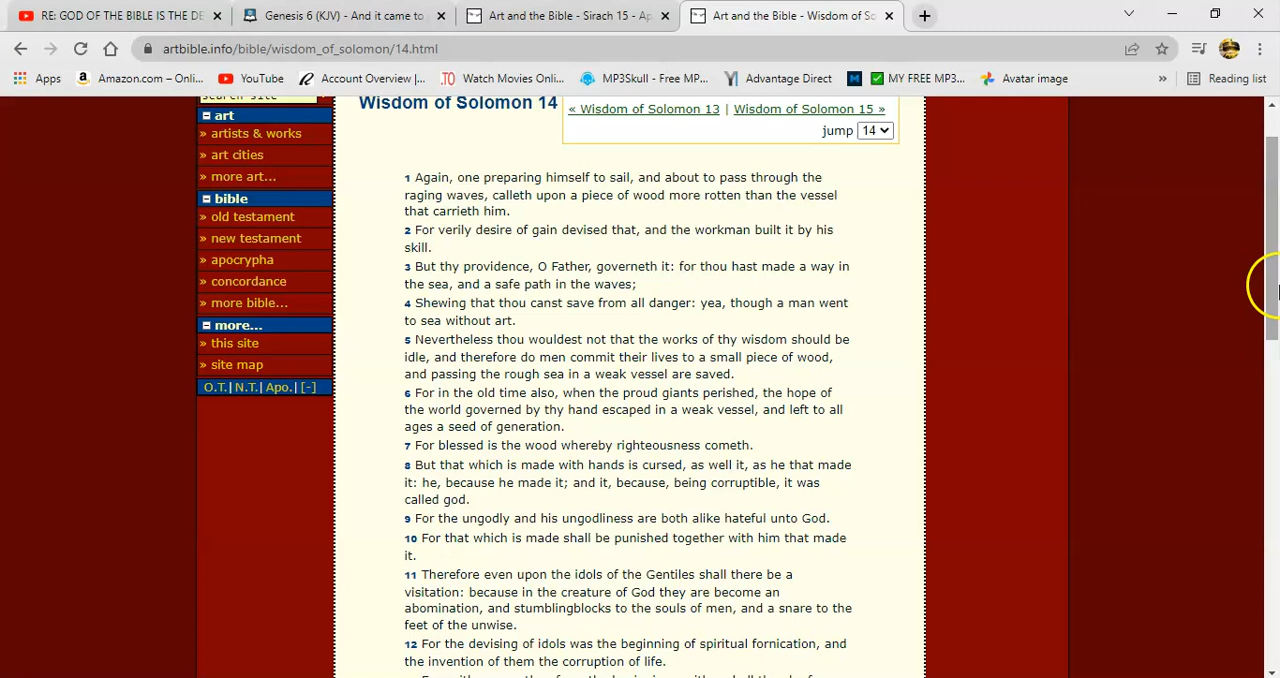 RE: GOD OF THE BIBLE IS THE DE
Genesis 6 (KJV) - And it came to
Art and the Bible - Sirach 15 - Ap
Art and the Bible - Wisdom of So
artbible.info/bible/wisdom_of_solomon/14.html
Apps
Amazon.com – Onli...
YouTube
Account Overview |...
Watch Movies Onl...
MP3Skull - Free MP...
Advantage Direct
MY FREE MP3...
Avatar image
»
Reading list
search site
Wisdom of Solomon 14
« Wisdom of Solomon 13 | Wisdom of Solomon 15 »
jump 14
art
» artists & works
» art cities
» more art...
bible
» old testament
» new testament
» apocrypha
» concordance
» more bible...
more...
» this site
» site map
O.T.| N.T.| Apo.| [-]
1 Again, one preparing himself to sail, and about to pass through the
raging waves, calleth upon a piece of wood more rotten than the vessel
that carrieth him.
2 For verily desire of gain devised that, and the workman built it by his
skill.
3 But thy providence, O Father, governeth it: for thou hast made a way in
the sea, and a safe path in the waves;
4 Shewing that thou canst save from all danger: yea, though a man went
to sea without art.
5 Nevertheless thou wouldest not that the works of thy wisdom should be
idle, and therefore do men commit their lives to a small piece of wood,
and passing the rough sea in a weak vessel are saved.
6 For in the old time also, when the proud giants perished, the hope of
the world governed by thy hand escaped in a weak vessel, and left to all
ages a seed of generation.
7 For blessed is the wood whereby righteousness cometh.
8 But that which is made with hands is cursed, as well it, as he that made
it: he, because he made it; and it, because, being corruptible, it was
called god.
9 For the ungodly and his ungodliness are both alike hateful unto God.
10 For that which is made shall be punished together with him that made
it.
11 Therefore even upon the idols of the Gentiles shall there be a
visitation: because in the creature of God they are become an
abomination, and stumblingblocks to the souls of men, and a snare to the
feet of the unwise.
12 For the devising of idols was the beginning of spiritual fornication, and
the invention of them the corruption of life.